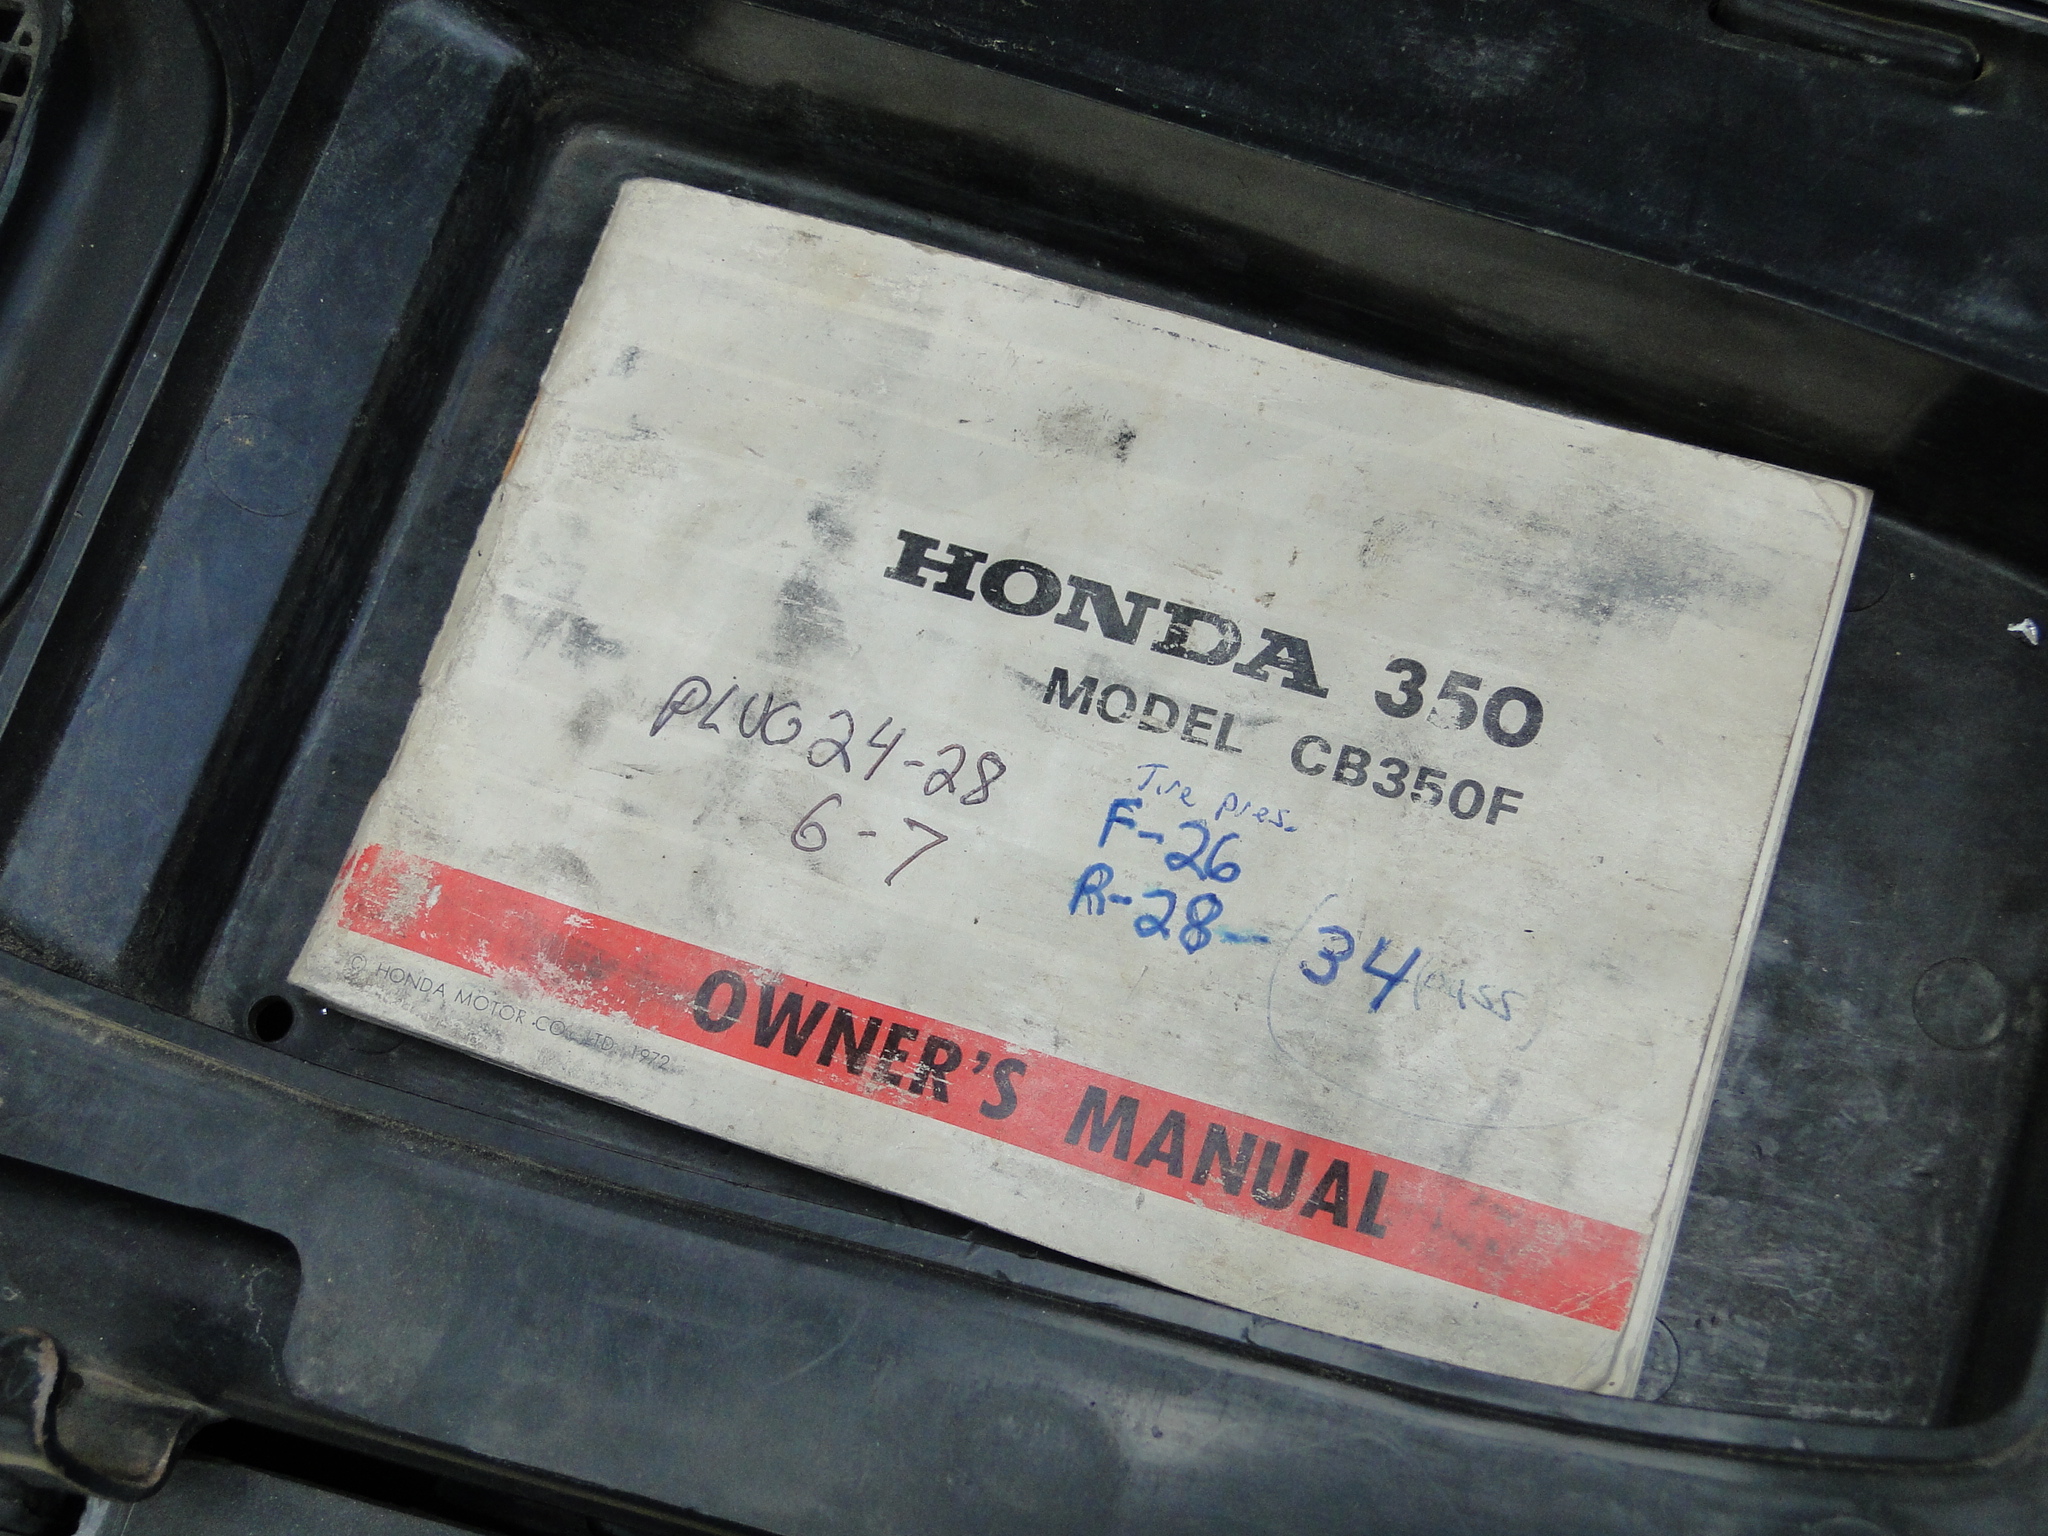 HONDA 350
MODEL CB350F
PLUG 24-28
6-7
Tire pres.
F-26
R-28-(34 pass)
OWNER'S MANUAL
© HONDA MOTOR CO., LTD. 1972